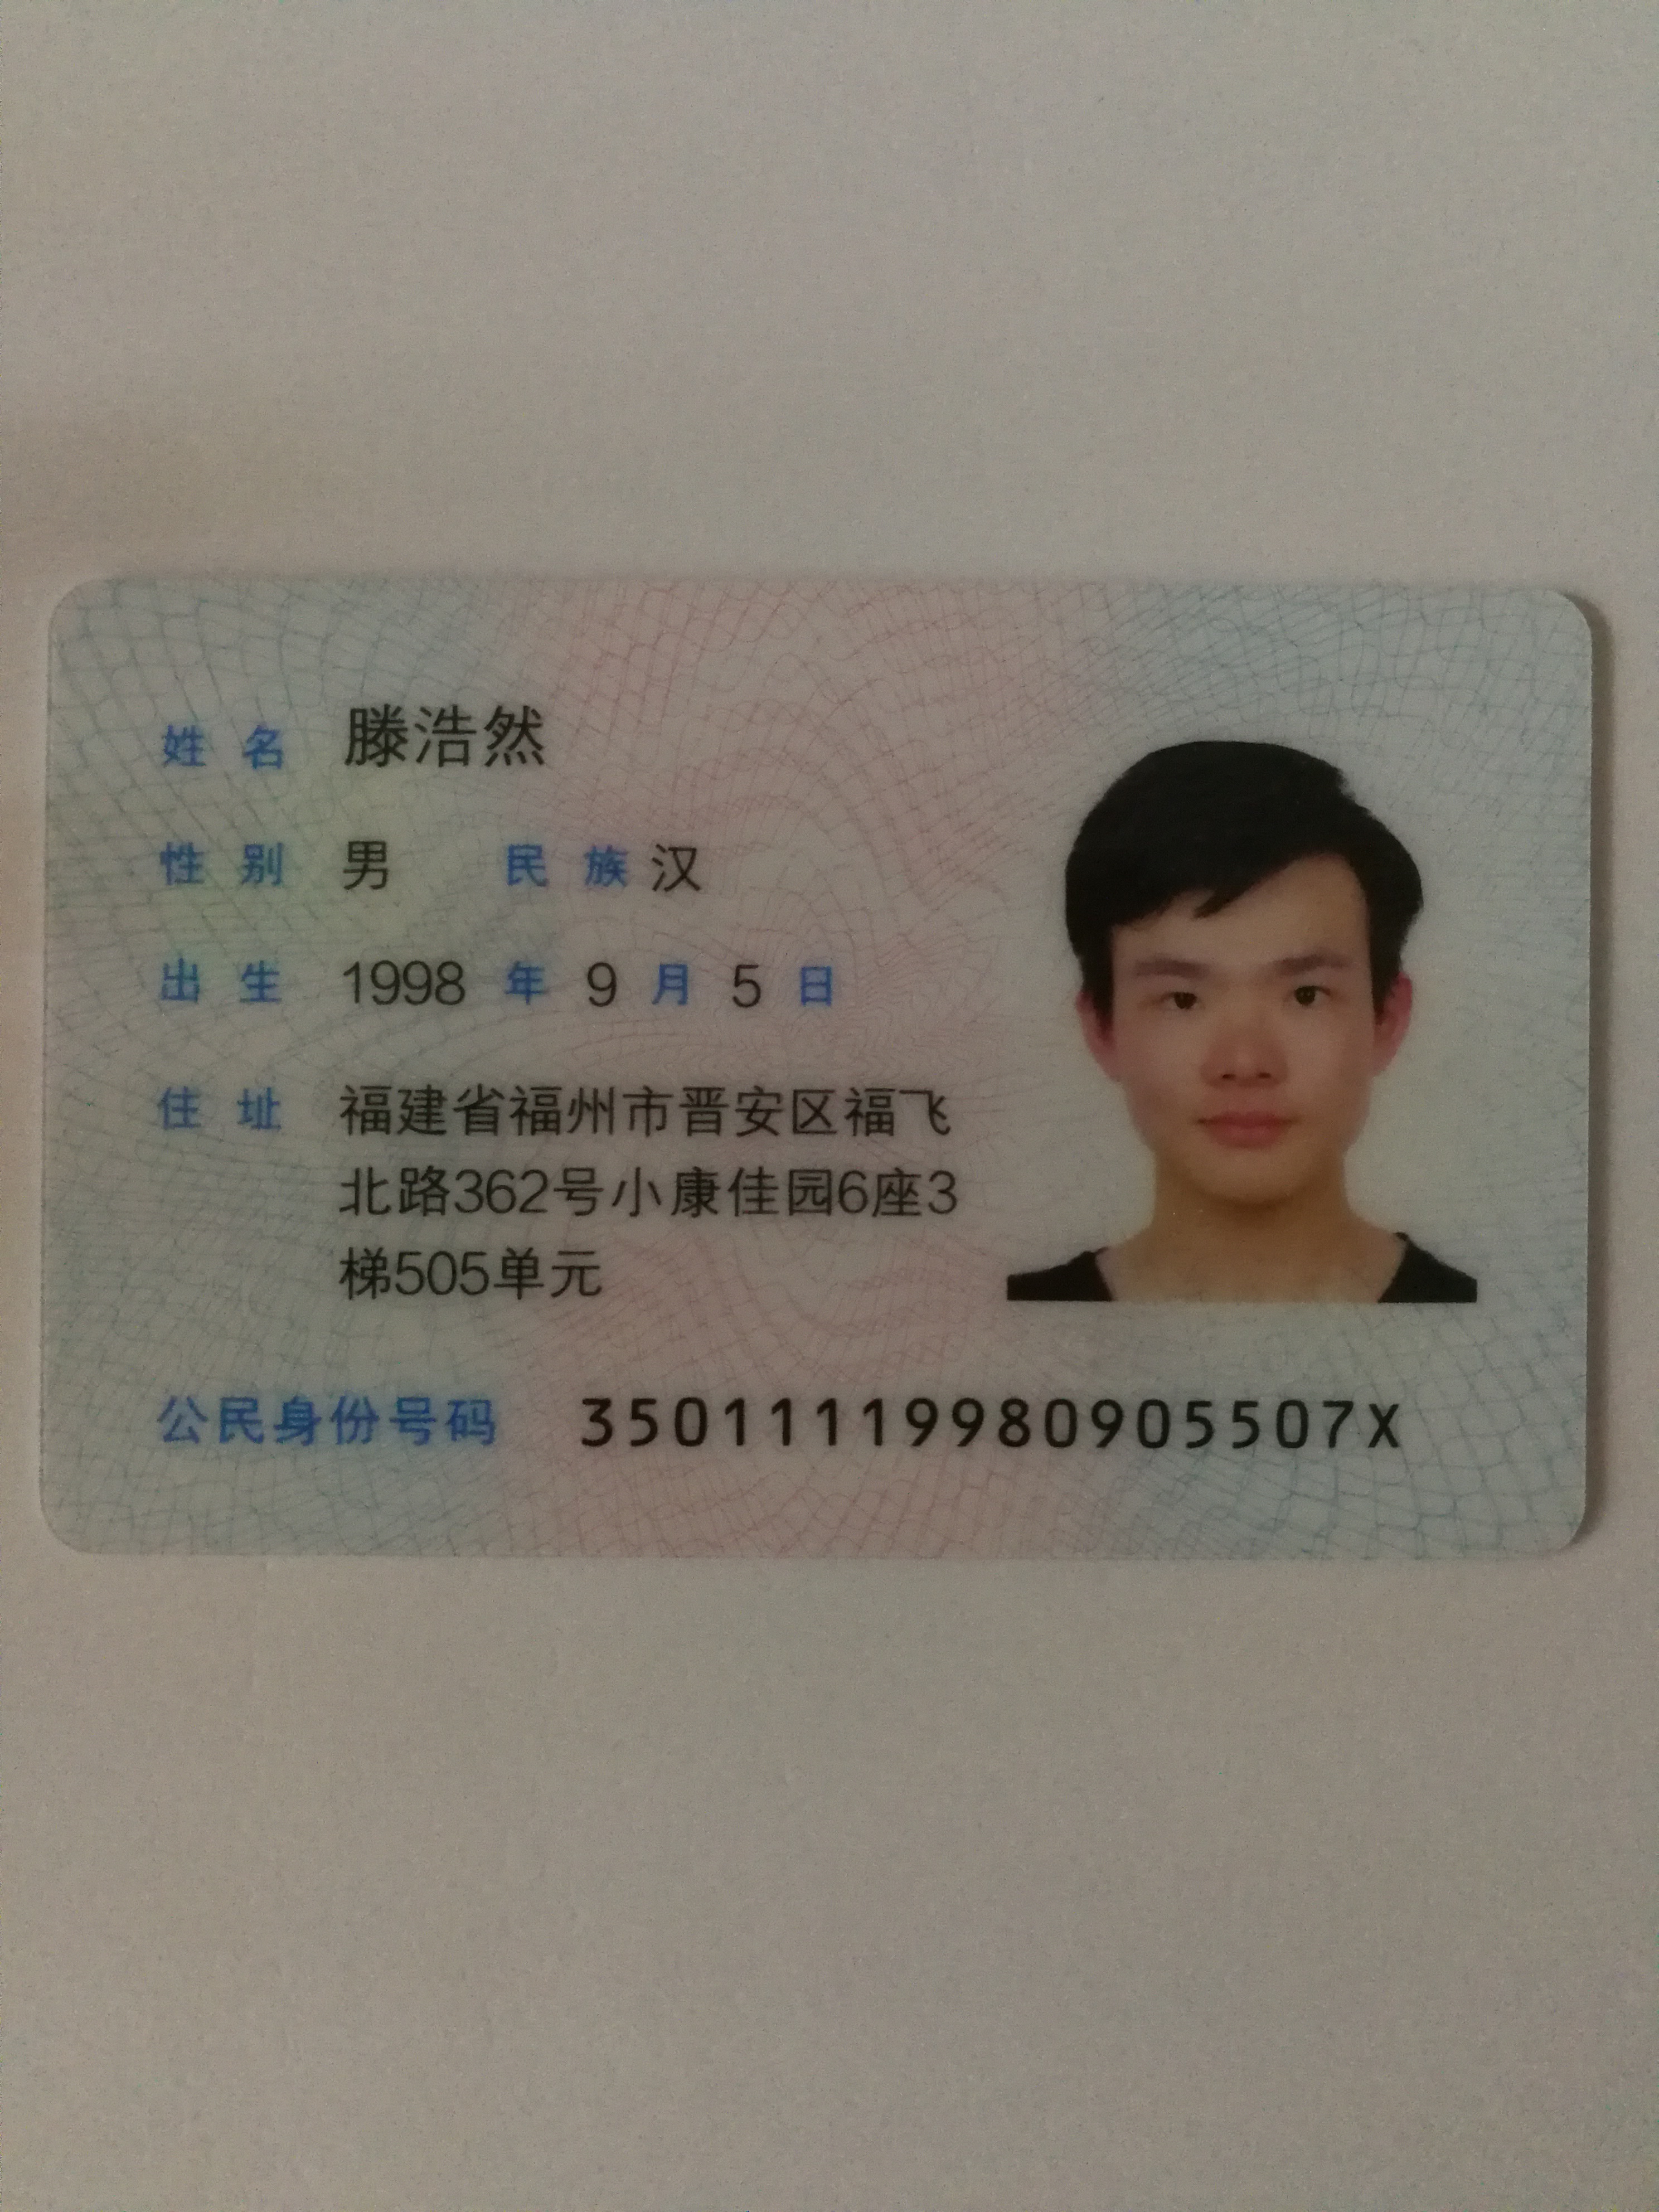 姓名 滕浩然
性别 男 民族 汉
出生 1998 年 9 月 5 日
住址 福建省福州市晋安区福飞
北路362号小康佳园6座3
梯505单元
公民身份号码 35011119980905507X